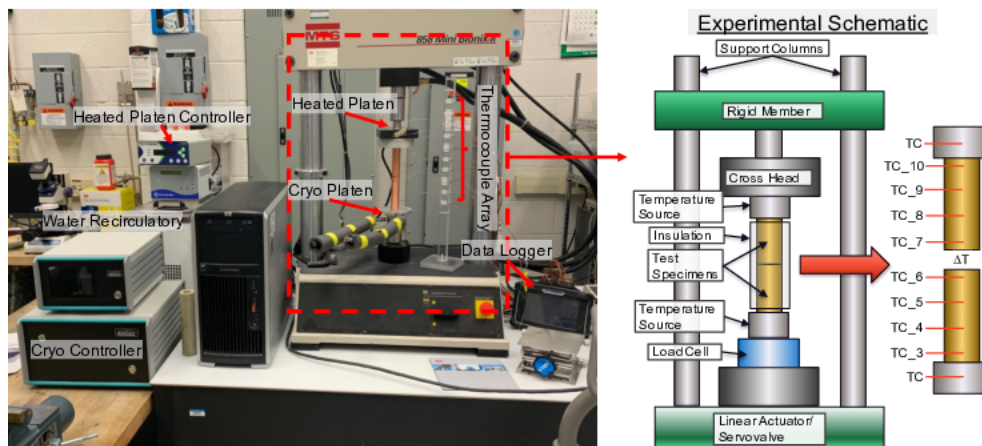 MTS
858 Mini Bionix II
Heated Platen
Heated Platen Controller
Thermocouple Array
Cryo Platen
Water Recirculatory
Data Logger
Cryo Controller
Experimental Schematic
Support Columns
Rigid Member
Cross Head
Temperature
Source
Insulation
Test
Specimens
Temperature
Source
Load Cell
Linear Actuator/
Servovalve
TC
TC_10
TC_9
TC_8
TC_7
ΔT
TC_6
TC_5
TC_4
TC_3
TC